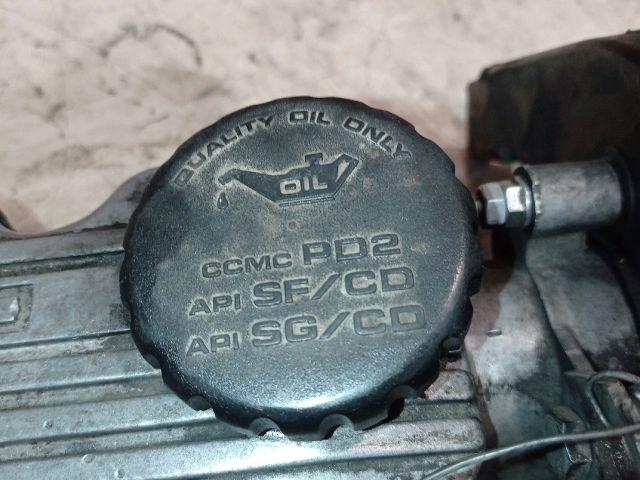 QUALITY OIL ONLY
OIL
CCMC PD2
API SF/CD
API SG/CD